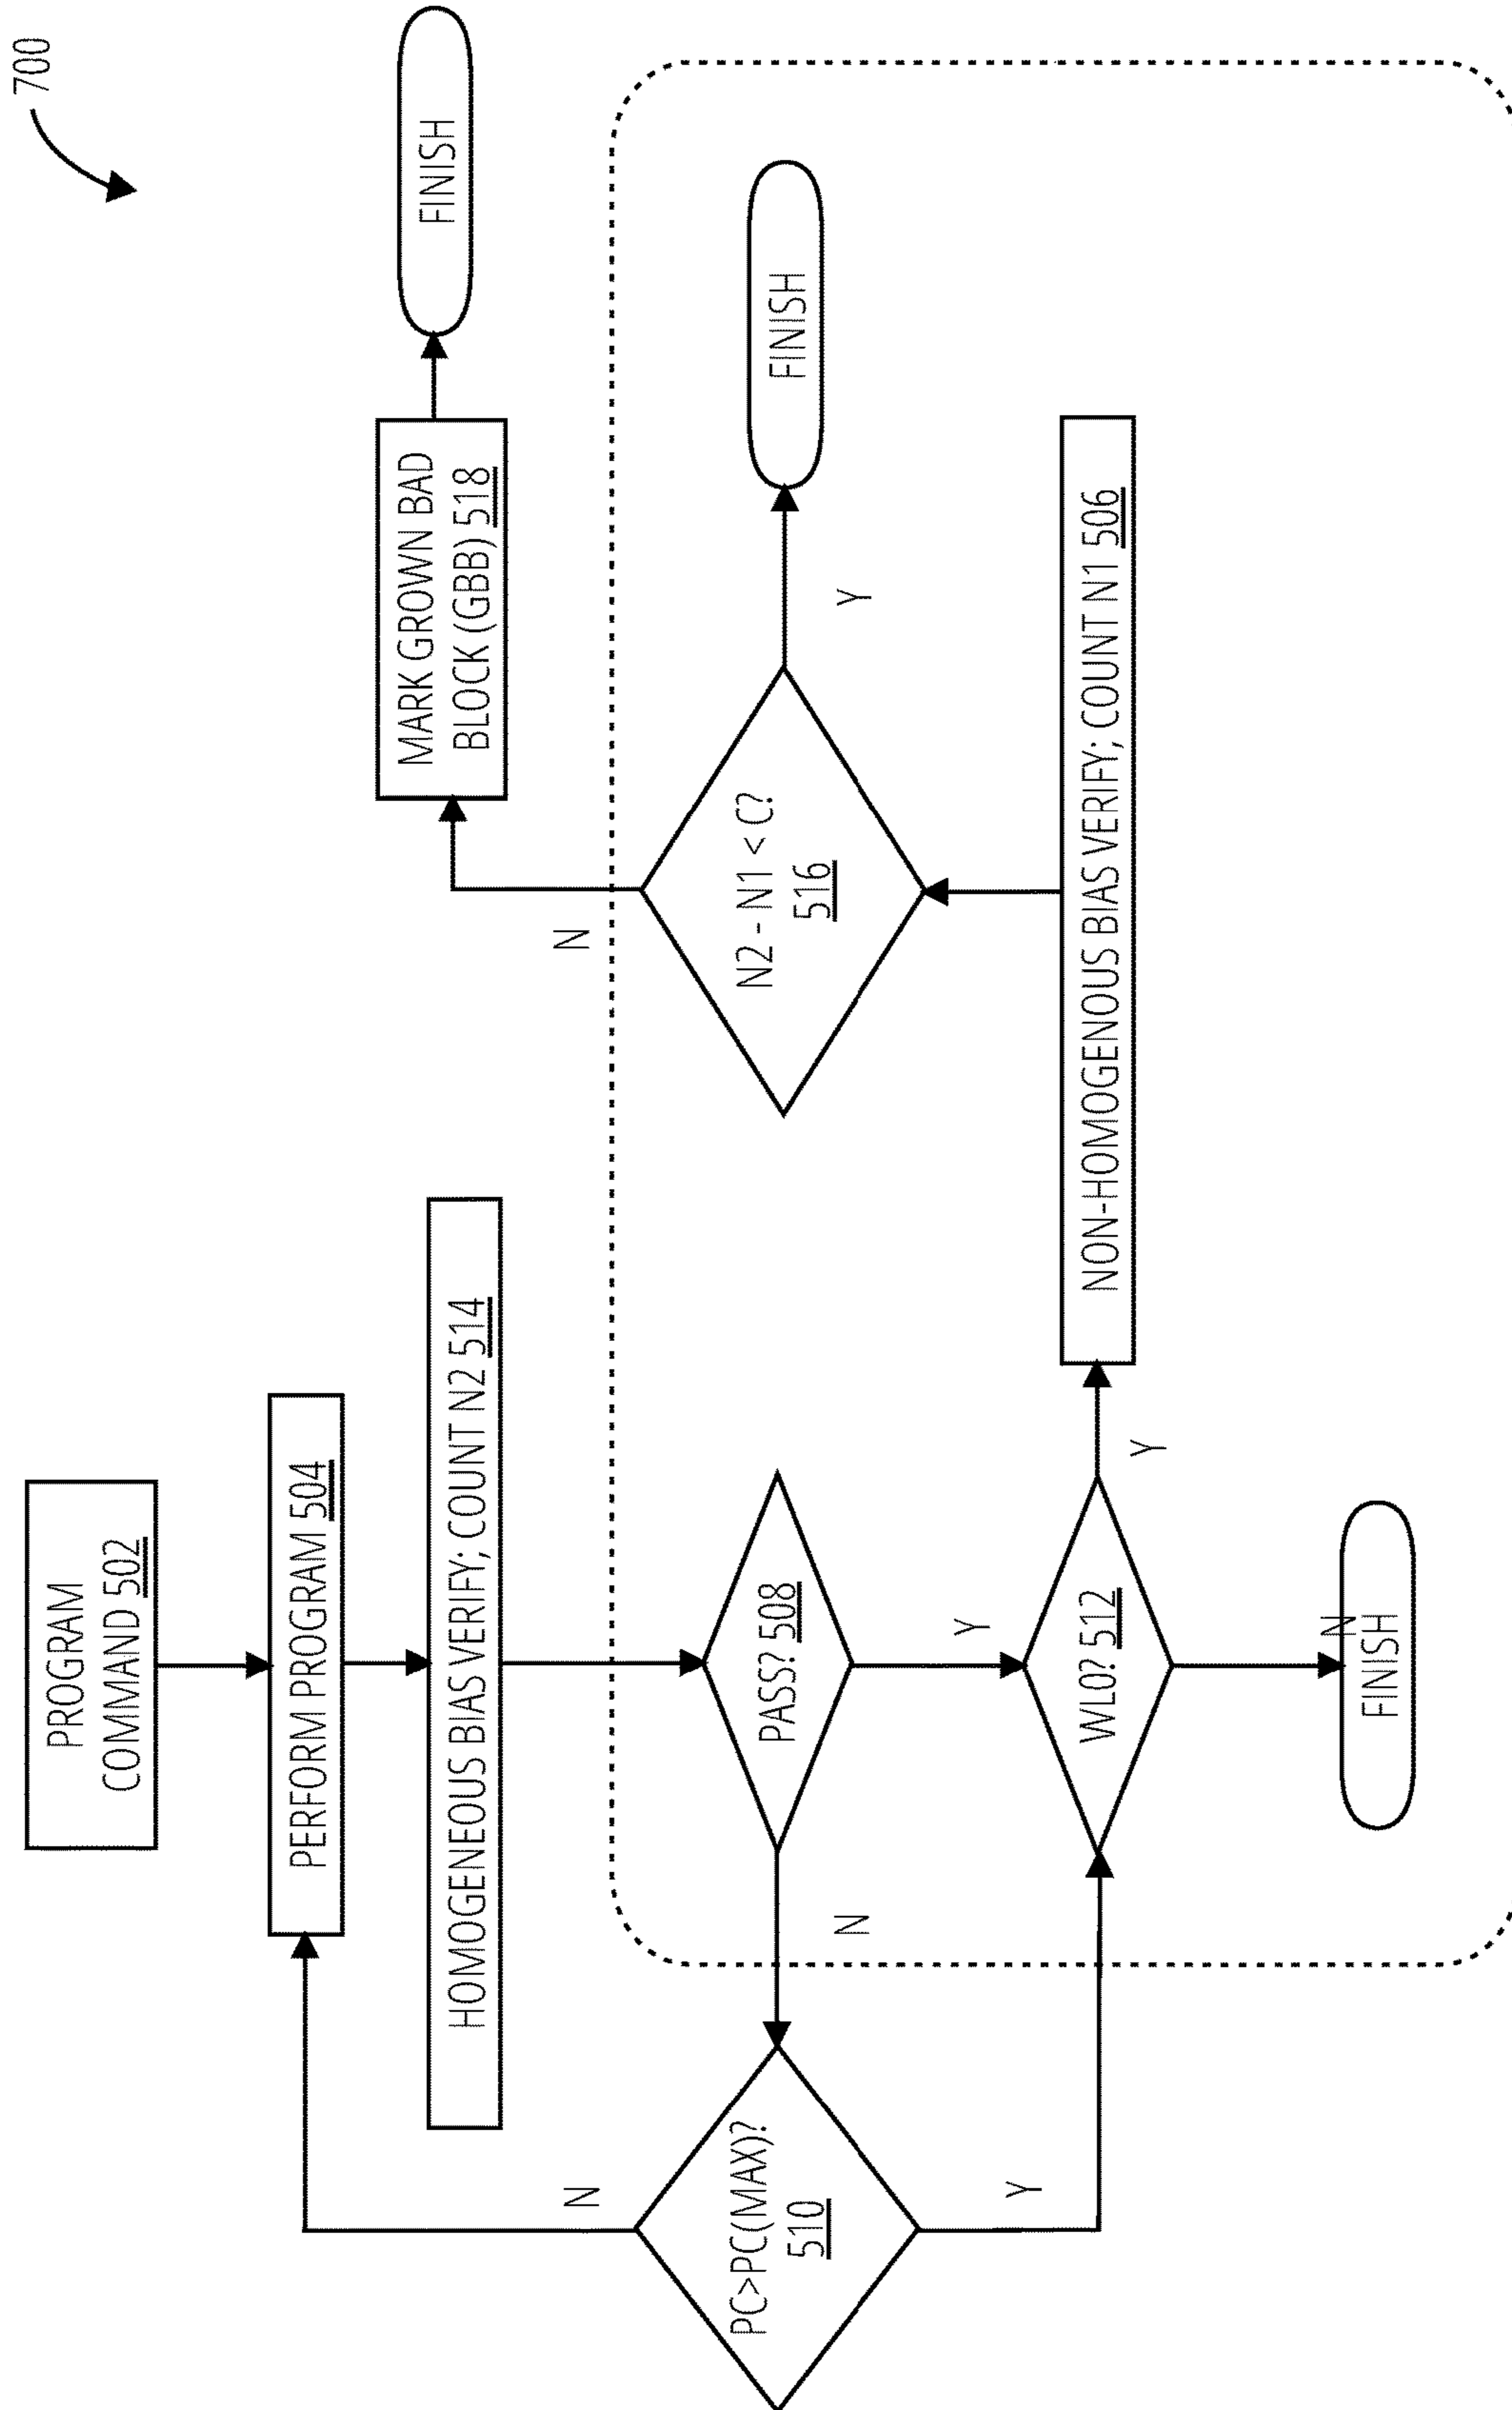 700
PROGRAM
COMMAND 502
PERFORM PROGRAM 504
HOMOGENEOUS BIAS VERIFY; COUNT N2 514
PASS? 508
N
Y
PC>PC(MAX)?
510
N
Y
WL0? 512
Y
N
FINISH
NON-HOMOGENOUS BIAS VERIFY; COUNT N1 506
N2 - N1 < C?
516
N
Y
FINISH
MARK GROWN BAD
BLOCK (GBB) 518
FINISH